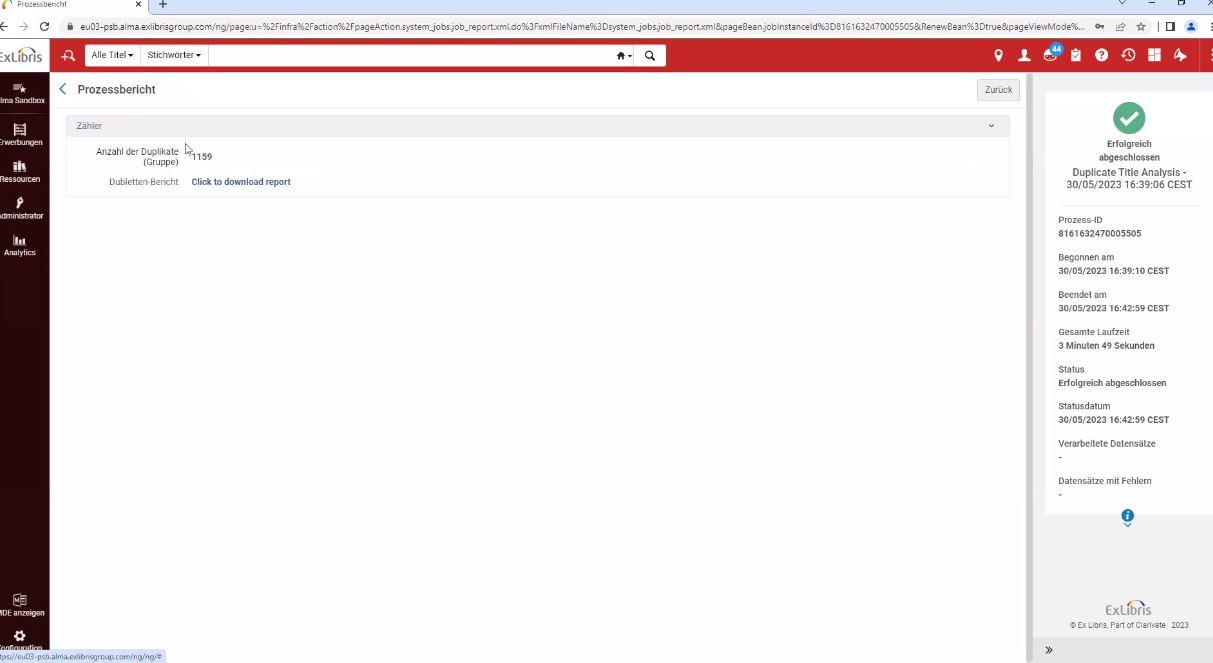 Prozessbericht
eu03-psb.alma.exlibrisgroup.com/ng/page;u=%2Finfra%2Faction%2FpageAction.system_jobs.job_report.xml.do%3FxmlFileName%3Dsystem_jobs.job_report.xml&pageBean.jobInstanceId%3D8161632470005505&RenewBean%3Dtrue&pageViewMode%...
ExLibris
Alle Titel
Stichwörter
44
Prozessbericht
Zurück
lma Sandbox
Erwerbungen
Ressourcen
Administrator
Analytics
Zähler
Anzahl der Duplikate
(Gruppe)
1159
Dubletten-Bericht Click to download report
Erfolgreich
abgeschlossen
Duplicate Title Analysis -
30/05/2023 16:39:06 CEST
Prozess-ID
8161632470005505
Begonnen am
30/05/2023 16:39:10 CEST
Beendet am
30/05/2023 16:42:59 CEST
Gesamte Laufzeit
3 Minuten 49 Sekunden
Status
Erfolgreich abgeschlossen
Statusdatum
30/05/2023 16:42:59 CEST
Verarbeitete Datensätze
-
Datensätze mit Fehlern
-
ExLibris
© Ex Libris, Part of Clarivate 2023
MDE anzeigen
Configuration
tps://eu03-psb.alma.exlibrisgroup.com/ng/ng/#